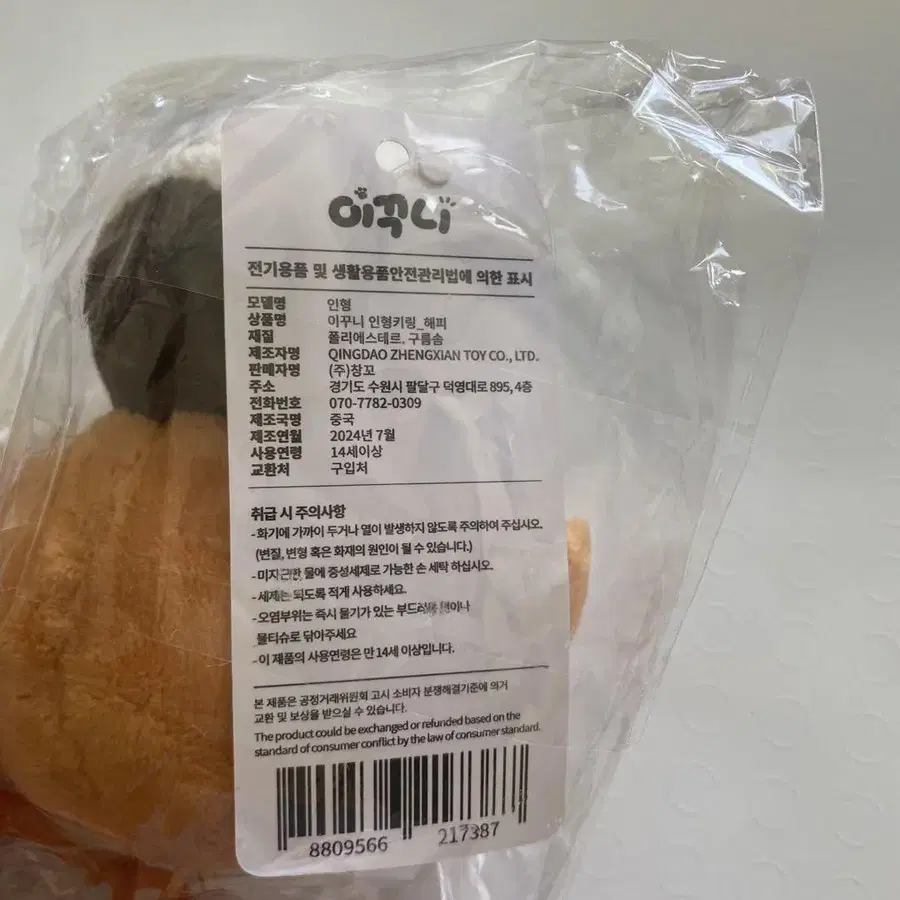 이꾸니
전기용품 및 생활용품안전관리법에 의한 표시
모델명 인형
상품명 이꾸니 인형키링_해피
재질 폴리에스테르. 구름솜
제조자명 QINGDAO ZHENGXIAN TOY CO., LTD.
판매자명 (주)창꼬
주소 경기도 수원시 팔달구 덕영대로 895, 4층
전화번호 070-7782-0309
제조국명 중국
제조연월 2024년 7월
사용연령 14세이상
교환처 구입처
취급 시 주의사항
-화기에 가까이 두거나 열이 발생하지 않도록 주의하여 주십시오.
(변질, 변형 혹은 화재의 원인이 될 수 있습니다.)
-미지근한 물에 중성세제로 가능한 손 세탁 하십시오.
-세제는 되도록 적게 사용하세요.
-오염부위는 즉시 물기가 있는 부드러운 천이나
물티슈로 닦아주세요
-이 제품의 사용연령은 만 14세 이상입니다.
본 제품은 공정거래위원회 고시 소비자 분쟁해결기준에 의거
교환 및 보상을 받으실 수 있습니다.
The product could be exchanged or refunded based on the
standard of consumer conflict by the law of consumer standard.
8809566 217387